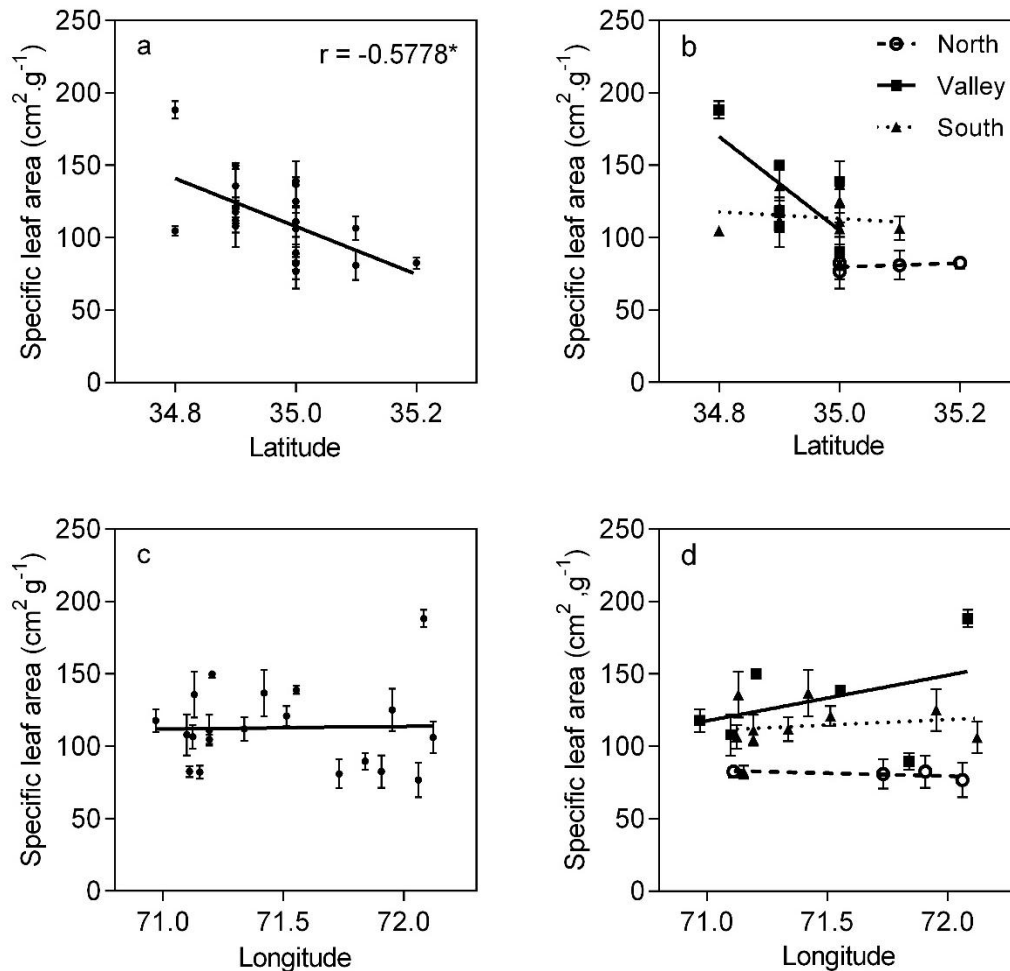 a
r = -0.5778*
Specific leaf area (cm².g⁻¹)
250
200
150
100
50
0
34.8 35.0 35.2
Latitude
b
North
Valley
South
Specific leaf area (cm².g⁻¹)
250
200
150
100
50
0
34.8 35.0 35.2
Latitude
c
Specific leaf area (cm² g⁻¹)
250
200
150
100
50
0
71.0 71.5 72.0
Longitude
d
Specific leaf area (cm² ,g⁻¹)
250
200
150
100
50
0
71.0 71.5 72.0
Longitude